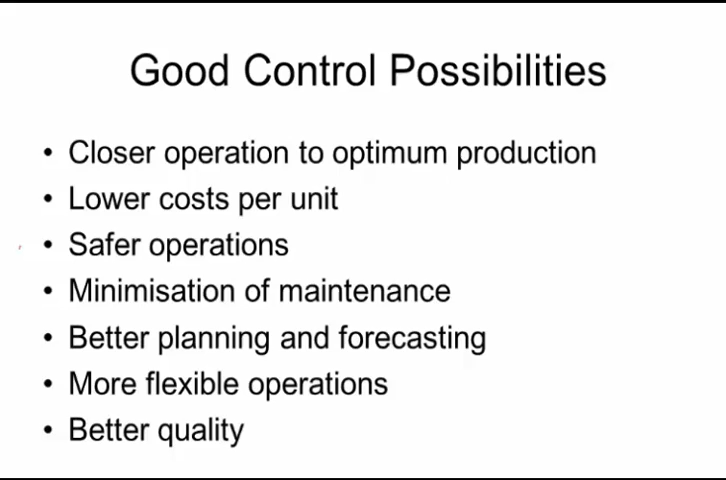 Good Control Possibilities
• Closer operation to optimum production
• Lower costs per unit
• Safer operations
• Minimisation of maintenance
• Better planning and forecasting
• More flexible operations
• Better quality